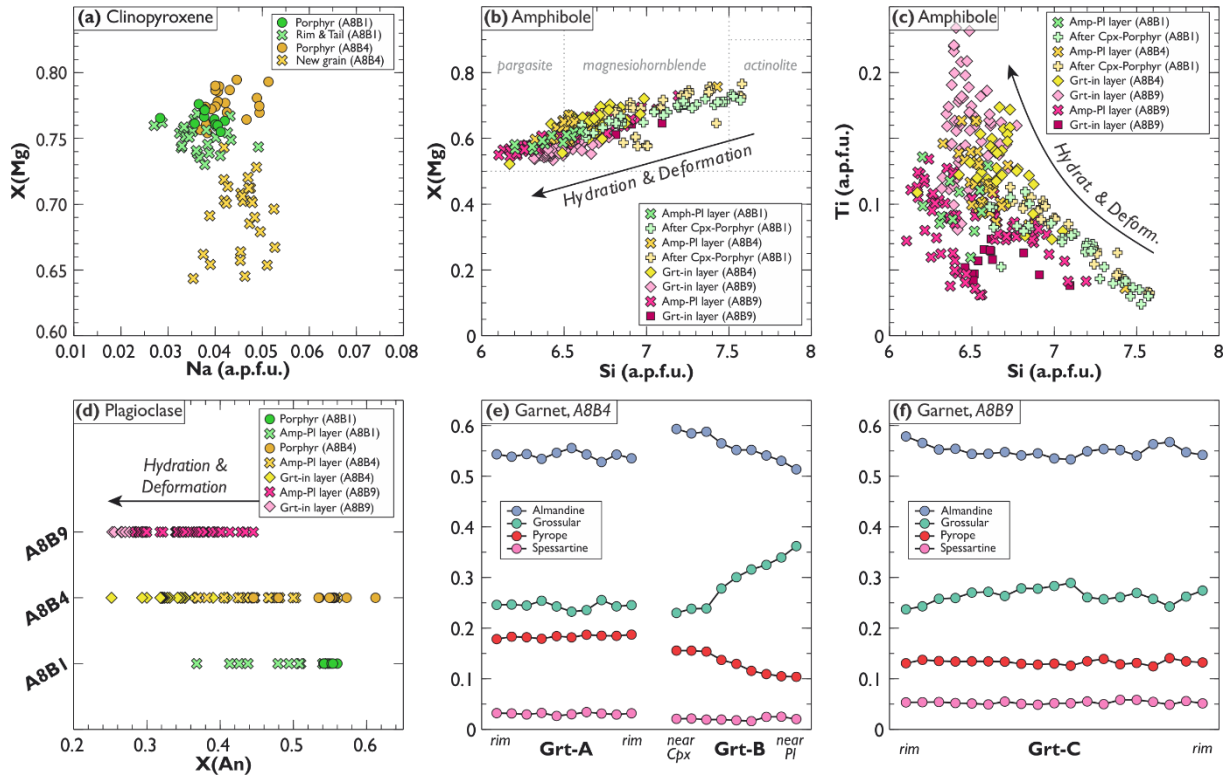 (a) Clinopyroxene
Porphyr (A8B1)
Rim & Tail (A8B1)
Porphyr (A8B4)
New grain (A8B4)
X(Mg)
0.80
0.75
0.70
0.65
0.60
0.01 0.02 0.03 0.04 0.05 0.06 0.07 0.08
Na (a.p.f.u.)
(b) Amphibole
pargasite magnesiohornblende actinolite
Hydration & Deformation
Amph-Pl layer (A8B1)
After Cpx-Porphyr (A8B1)
Amp-Pl layer (A8B4)
After Cpx-Porphyr (A8B1)
Grt-in layer (A8B4)
Grt-in layer (A8B9)
Amp-Pl layer (A8B9)
Grt-in layer (A8B9)
X(Mg)
1.0
0.8
0.6
0.4
0.2
0
6 6.5 7 7.5 8
Si (a.p.f.u.)
(c) Amphibole
Amp-Pl layer (A8B1)
After Cpx-Porphyr (A8B1)
Amp-Pl layer (A8B4)
After Cpx-Porphyr (A8B1)
Grt-in layer (A8B4)
Grt-in layer (A8B9)
Amp-Pl layer (A8B9)
Grt-in layer (A8B9)
Hydrat. & Deform.
Ti (a.p.f.u.)
0.2
0.1
0
6 6.5 7 7.5 8
Si (a.p.f.u.)
(d) Plagioclase
Porphyr (A8B1)
Amp-Pl layer (A8B1)
Porphyr (A8B4)
Amp-Pl layer (A8B4)
Grt-in layer (A8B4)
Amp-Pl layer (A8B9)
Grt-in layer (A8B9)
Hydration &
Deformation
A8B9
A8B4
A8B1
0.2 0.3 0.4 0.5 0.6
X(An)
(e) Garnet, A8B4
Almandine
Grossular
Pyrope
Spessartine
0.6
0.5
0.4
0.3
0.2
0.1
0
rim Grt-A rim near Cpx Grt-B near Pl
(f) Garnet, A8B9
Almandine
Grossular
Pyrope
Spessartine
0.6
0.5
0.4
0.3
0.2
0.1
0
rim Grt-C rim